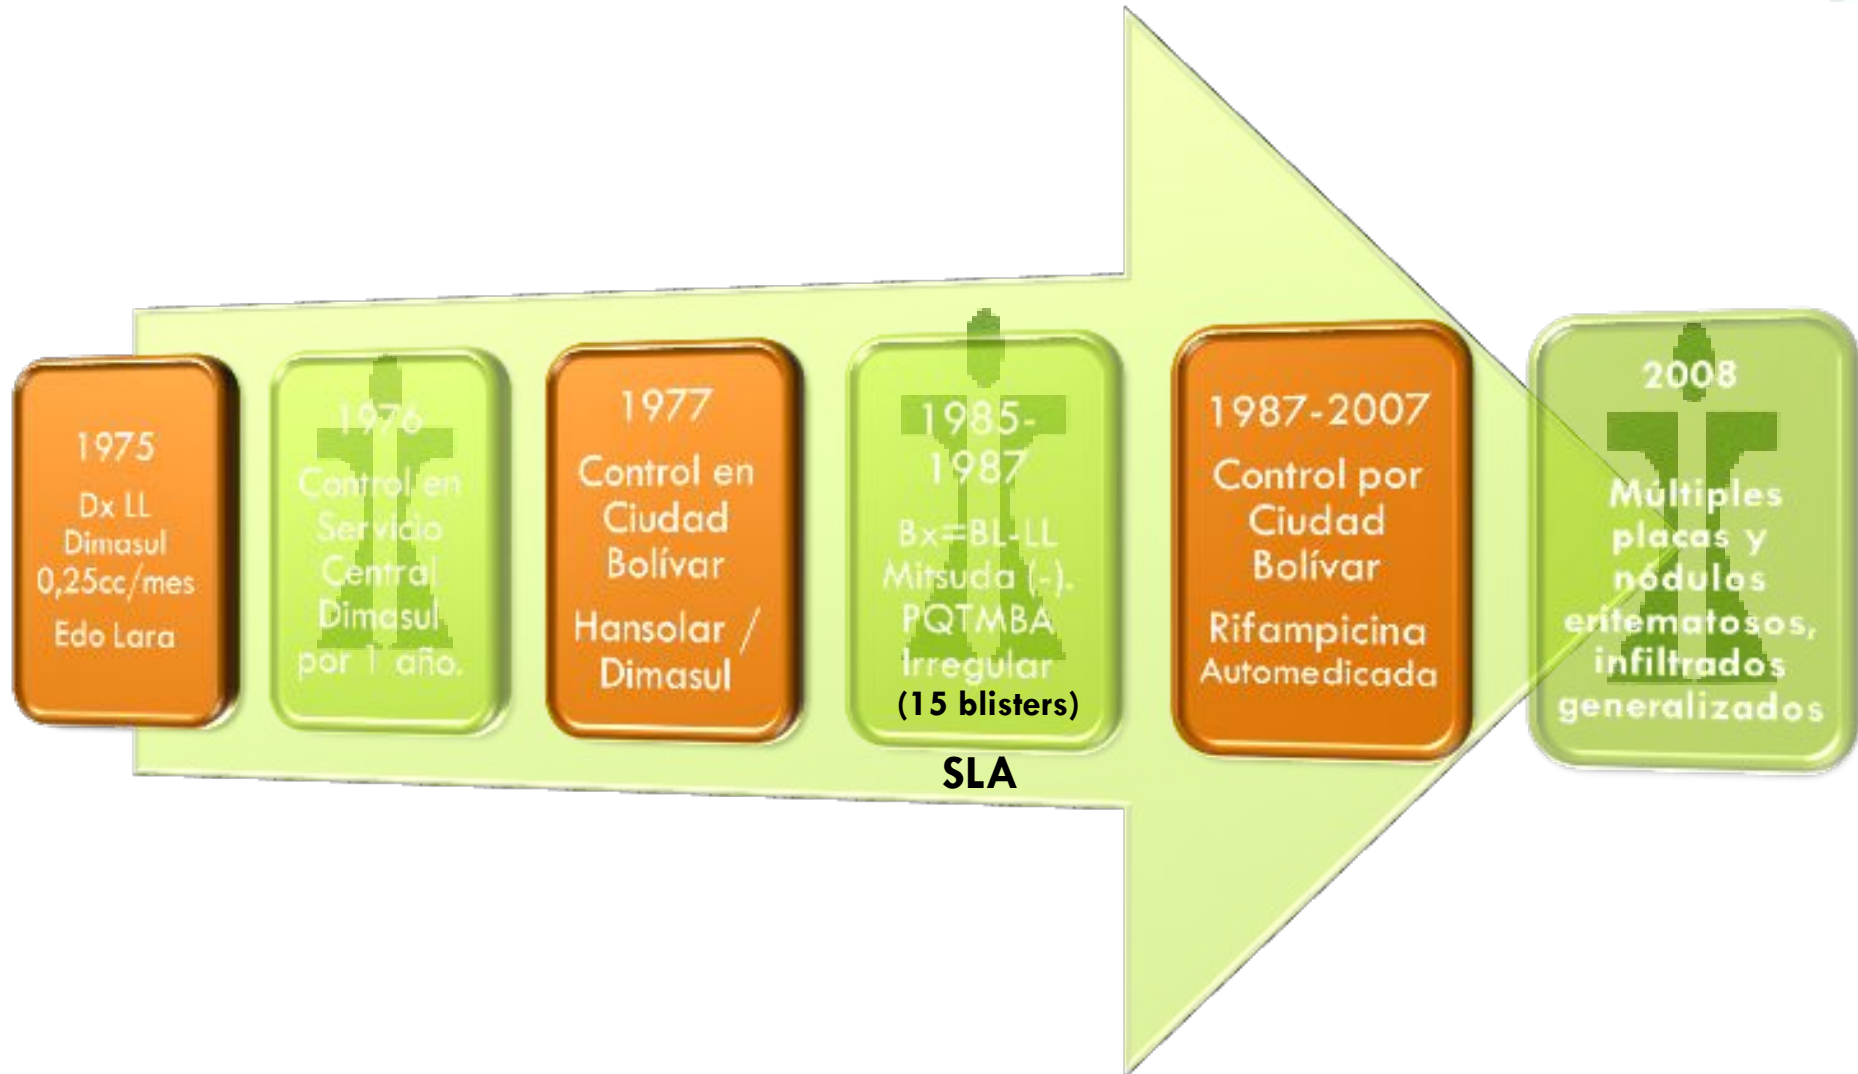 1975
Dx LL
Dimasul
0,25cc/mes
Edo Lara
1976
Control en
Servicio
Central
Dimasul
por 1 año.
1977
Control en
Ciudad
Bolívar
Hansolar /
Dimasul
1985-
1987
Bx=BL-LL
Mitsuda (-).
PQTMBA
Irregular
(15 blisters)
SLA
1987-2007
Control por
Ciudad
Bolívar
Rifampicina
Automedicada
2008
Múltiples
placas y
nódulos
eritematosos,
infiltrados
generalizados